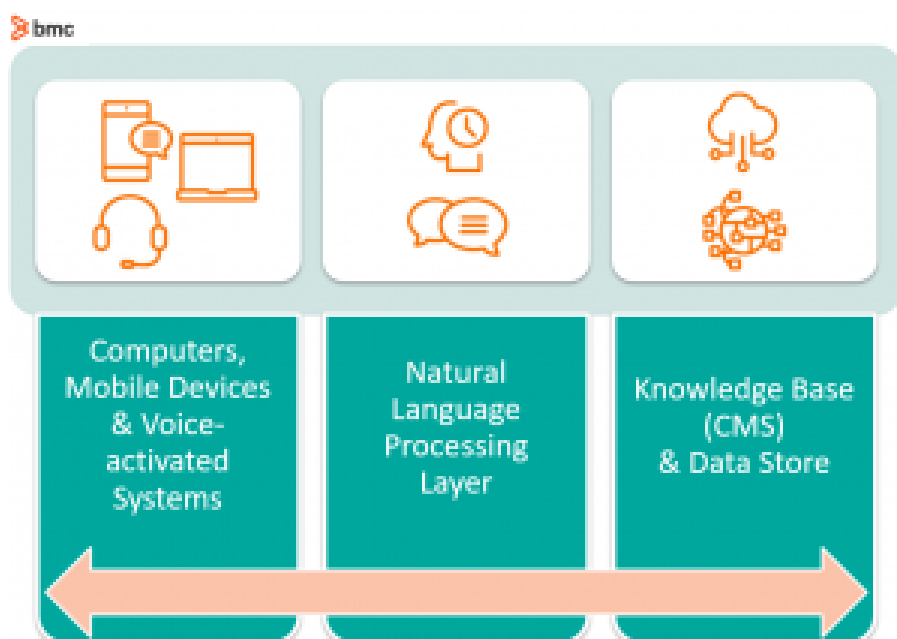 bmc
Computers,
Mobile Devices
& Voice-
activated
Systems
Natural
Language
Processing
Layer
Knowledge Base
(CMS)
& Data Store